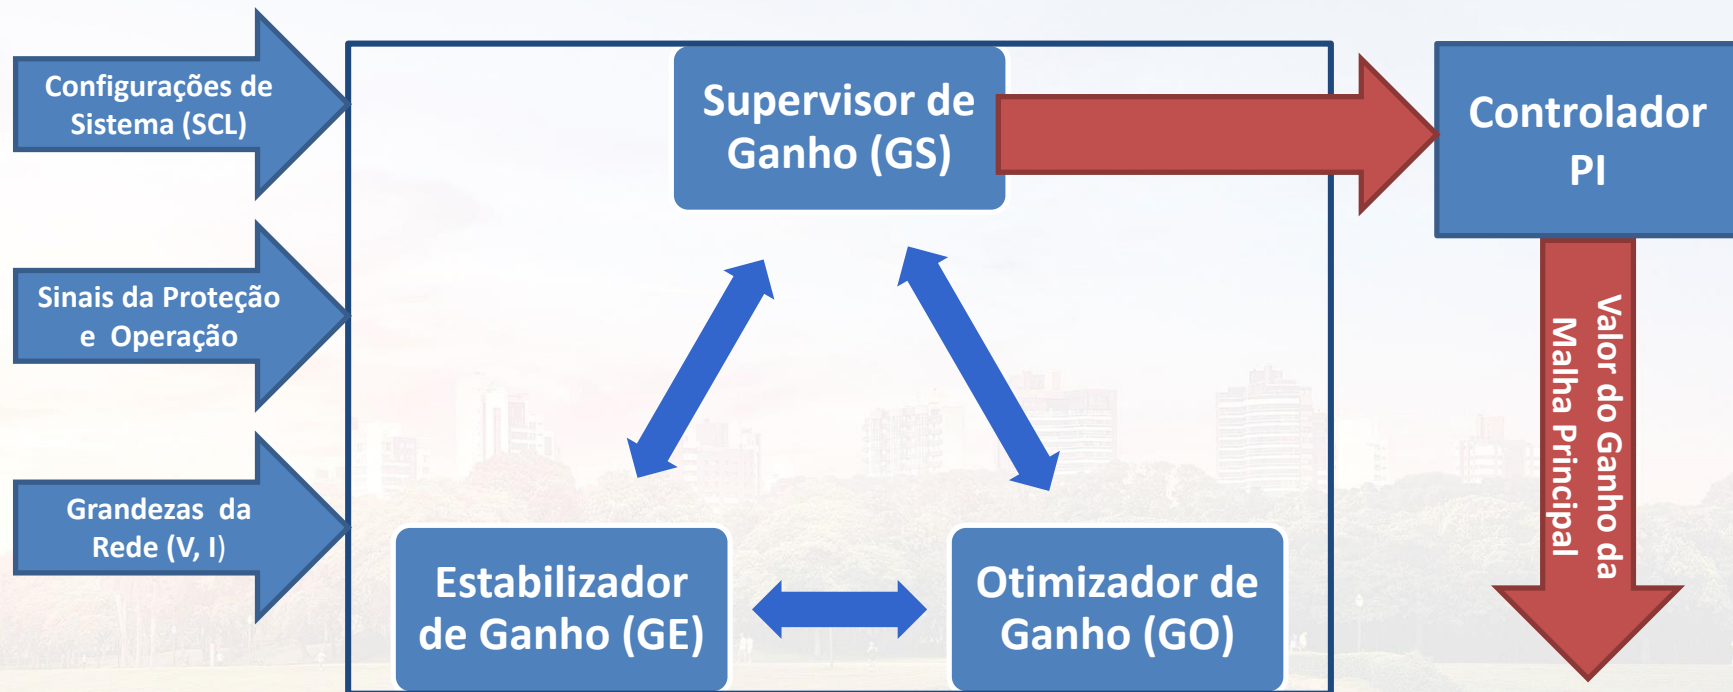 Configurações de
Sistema (SCL)
Sinais da Proteção
e Operação
Grandezas da
Rede (V, I)
Supervisor de
Ganho (GS)
Estabilizador
de Ganho (GE)
Otimizador de
Ganho (GO)
Controlador
PI
Valor do Ganho da
Malha Principal